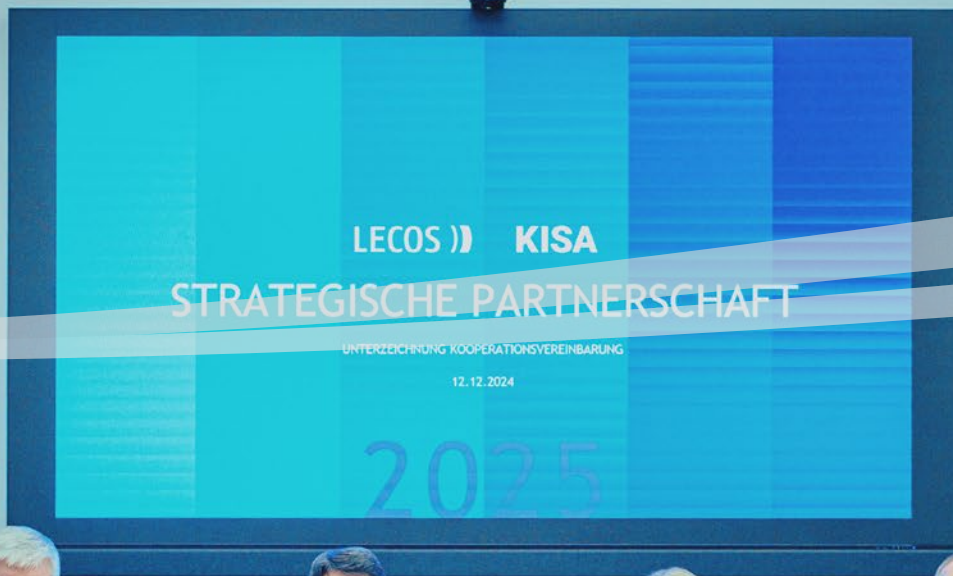 LECOS KISA
STRATEGISCHE PARTNERSCHAFT
UNTERZEICHNUNG KOOPERATIONSVEREINBARUNG
12.12.2024
2025